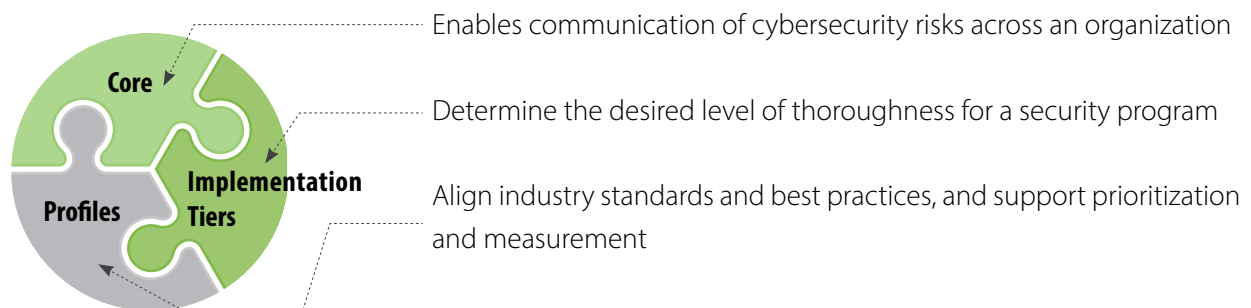 Enables communication of cybersecurity risks across an organization
Core
Determine the desired level of thoroughness for a security program
Implementation
Tiers
Profiles
Align industry standards and best practices, and support prioritization
and measurement